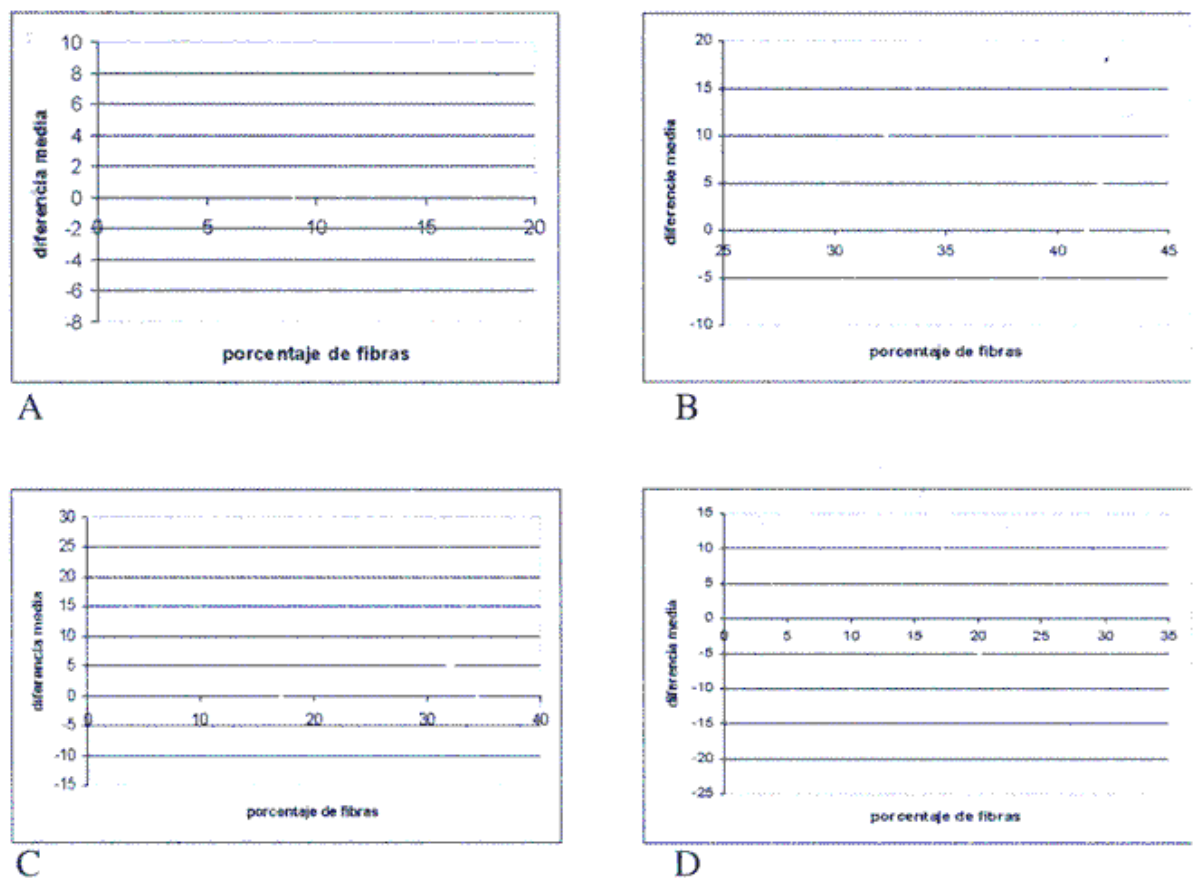 10
8
6
4
2
0
-2
-4
-6
-8
0 5 10 15 20
diferencia media
porcentaje de fibras
A
20
15
10
5
0
-5
-10
25 30 35 40 45
diferencia media
porcentaje de fibras
B
30
25
20
15
10
5
0
-5
-10
-15
0 10 20 30 40
diferencia media
porcentaje de fibras
C
15
10
5
0
-5
-10
-15
-20
-25
0 5 10 15 20 25 30 35
diferencia media
porcentaje de fibras
D